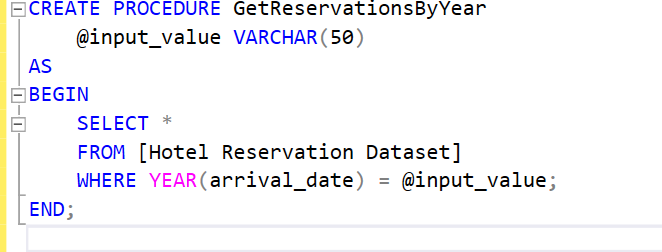 CREATE PROCEDURE GetReservationsByYear
    @input_value VARCHAR(50)
AS
BEGIN
    SELECT *
    FROM [Hotel Reservation Dataset]
    WHERE YEAR(arrival_date) = @input_value;
END;